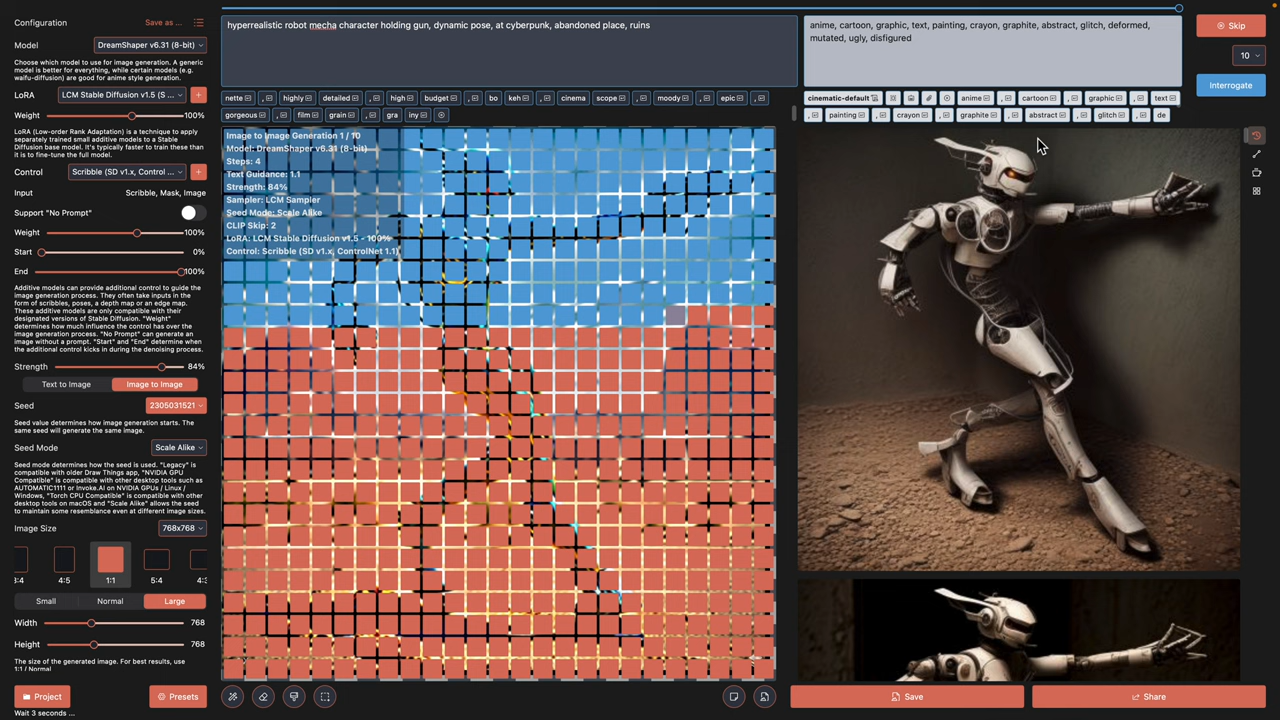 Configuration
Save as ...
Model
DreamShaper v6.31 (8-bit)
Choose which model to use for image generation. A generic
model is better for everything, while certain models (e.g.
waifu-diffusion) are good for anime style generation.
LoRA
LCM Stable Diffusion v1.5 (S ...
Weight
100%
LoRA (Low-order Rank Adaptation) is a technique to apply
separately trained small additive models to a Stable
Diffusion base model. It's typically faster to train these than
it is to fine-tune the full model.
Control
Scribble (SD v1.x, Control ...
Input
Scribble, Mask, Image
Support "No Prompt"
Weight
100%
Start
0%
End
100%
Additive models can provide additional control to guide the
image generation process. They often take inputs in the
form of scribbles, poses, a depth map or an edge map.
These additive models are only compatible with their
designated versions of Stable Diffusion. "Weight"
determines how much influence the control has over the
image generation process. "No Prompt" can generate an
image without a prompt. "Start" and "End" determine when
the additional control kicks in during the denoising process.
Strength
84%
Text to Image
Image to Image
Seed
2305031521
Seed value determines how image generation starts. The
same seed will generate the same image.
Seed Mode
Scale Alike
Seed mode determines how the seed is used. "Legacy" is
compatible with older Draw Things app, "NVIDIA GPU
Compatible" is compatible with other desktop tools such as
AUTOMATIC1111 or Invoke.AI on NVIDIA GPUs / Linux /
Windows, "Torch CPU Compatible" is compatible with other
desktop tools on macOS and "Scale Alike" allows the seed
to maintain some resemblance even at different image sizes.
Image Size
768x768
4:5
1:1
5:4
Small
Normal
Large
Width
768
Height
768
The size of the generated image. For best results, use
1:1 / Normal
Project
Presets
Wait 3 seconds ...
hyperrealistic robot mecha character holding gun, dynamic pose, at cyberpunk, abandoned place, ruins
nette , highly detailed , high budget , bo keh , cinema scope , moody , epic ,
gorgeous , film grain , gra iny
Image to Image Generation 1 / 10
Model: DreamShaper v6.31 (8-bit)
Steps: 4
Text Guidance: 1.1
Strength: 84%
Sampler: LCM Sampler
Seed Mode: Scale Alike
CLIP Skip: 2
LoRA: LCM Stable Diffusion v1.5 - 100%
Control: Scribble (SD v1.x, ControlNet 1.1)
anime, cartoon, graphic, text, painting, crayon, graphite, abstract, glitch, deformed,
mutated, ugly, disfigured
cinematic-default anime , cartoon , graphic , text
, painting , crayon , graphite , abstract , glitch , de
Skip
10
Interrogate
Save
Share